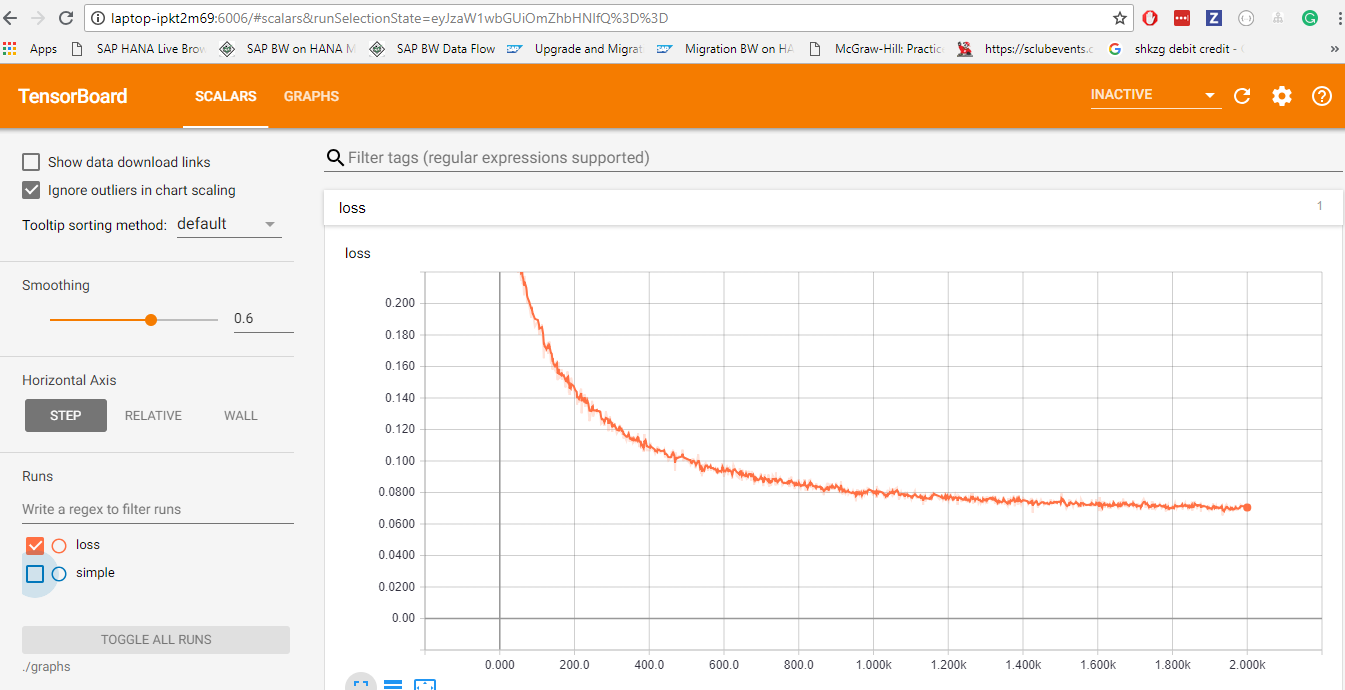 laptop-ipkt2m69:6006/#scalars&runSelectionState=eyJzaW1wbGUiOmZhbHNlfQ%3D%3D
Apps SAP HANA Live Brow SAP BW on HANA M SAP BW Data Flow Upgrade and Migrat Migration BW on HA McGraw-Hill: Practic https://sclubevents.c shkzg debit credit - »
TensorBoard SCALARS GRAPHS INACTIVE
Show data download links
Filter tags (regular expressions supported)
Ignore outliers in chart scaling
Tooltip sorting method: default
loss 1
loss
Smoothing
0.6
Horizontal Axis
STEP RELATIVE WALL
Runs
Write a regex to filter runs
loss
simple
TOGGLE ALL RUNS
./graphs
0.200
0.180
0.160
0.140
0.120
0.100
0.0800
0.0600
0.0400
0.0200
0.00
0.000 200.0 400.0 600.0 800.0 1.000k 1.200k 1.400k 1.600k 1.800k 2.000k